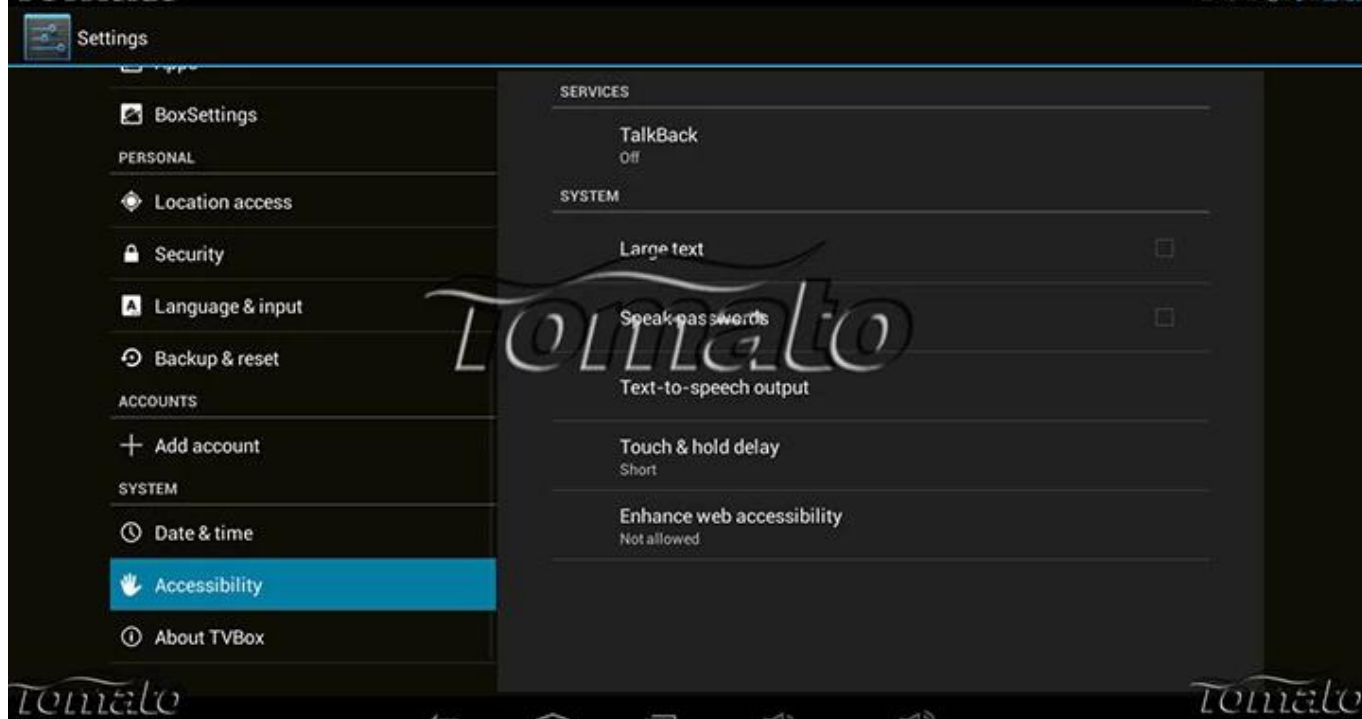 Settings
Apps
BoxSettings
PERSONAL
Location access
Security
Language & input
Backup & reset
ACCOUNTS
Add account
SYSTEM
Date & time
Accessibility
About TVBox
SERVICES
TalkBack
Off
SYSTEM
Large text
Speak passwords
Text-to-speech output
Touch & hold delay
Short
Enhance web accessibility
Not allowed
Tomato
Tomato
Tomato